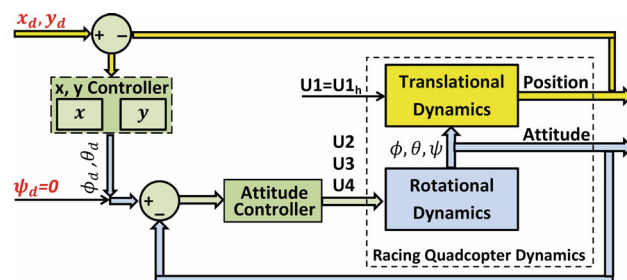 x_d, y_d
+ −
x, y Controller
x y
U1=U1_h
Translational
Dynamics
Position
Attitude
ϕ_d, θ_d
ϕ, θ, ψ
U2
U3
U4
ψ_d=0
+
−
Attitude
Controller
Rotational
Dynamics
Racing Quadcopter Dynamics